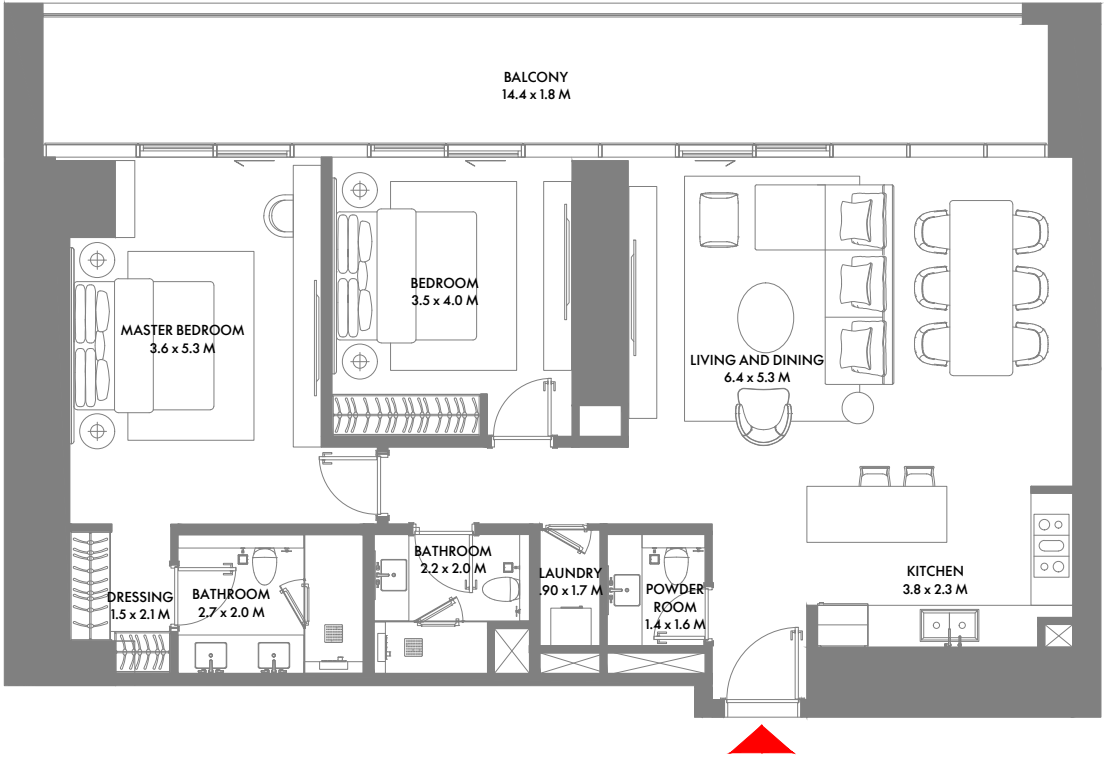 BALCONY
14.4 x 1.8 M
BEDROOM
3.5 x 4.0 M
MASTER BEDROOM
3.6 x 5.3 M
LIVING AND DINING
6.4 x 5.3 M
BATHROOM
2.2 x 2.0 M
LAUNDRY
.90 x 1.7 M
KITCHEN
3.8 x 2.3 M
DRESSING
1.5 x 2.1 M
BATHROOM
2.7 x 2.0 M
POWDER
ROOM
1.4 x 1.6 M